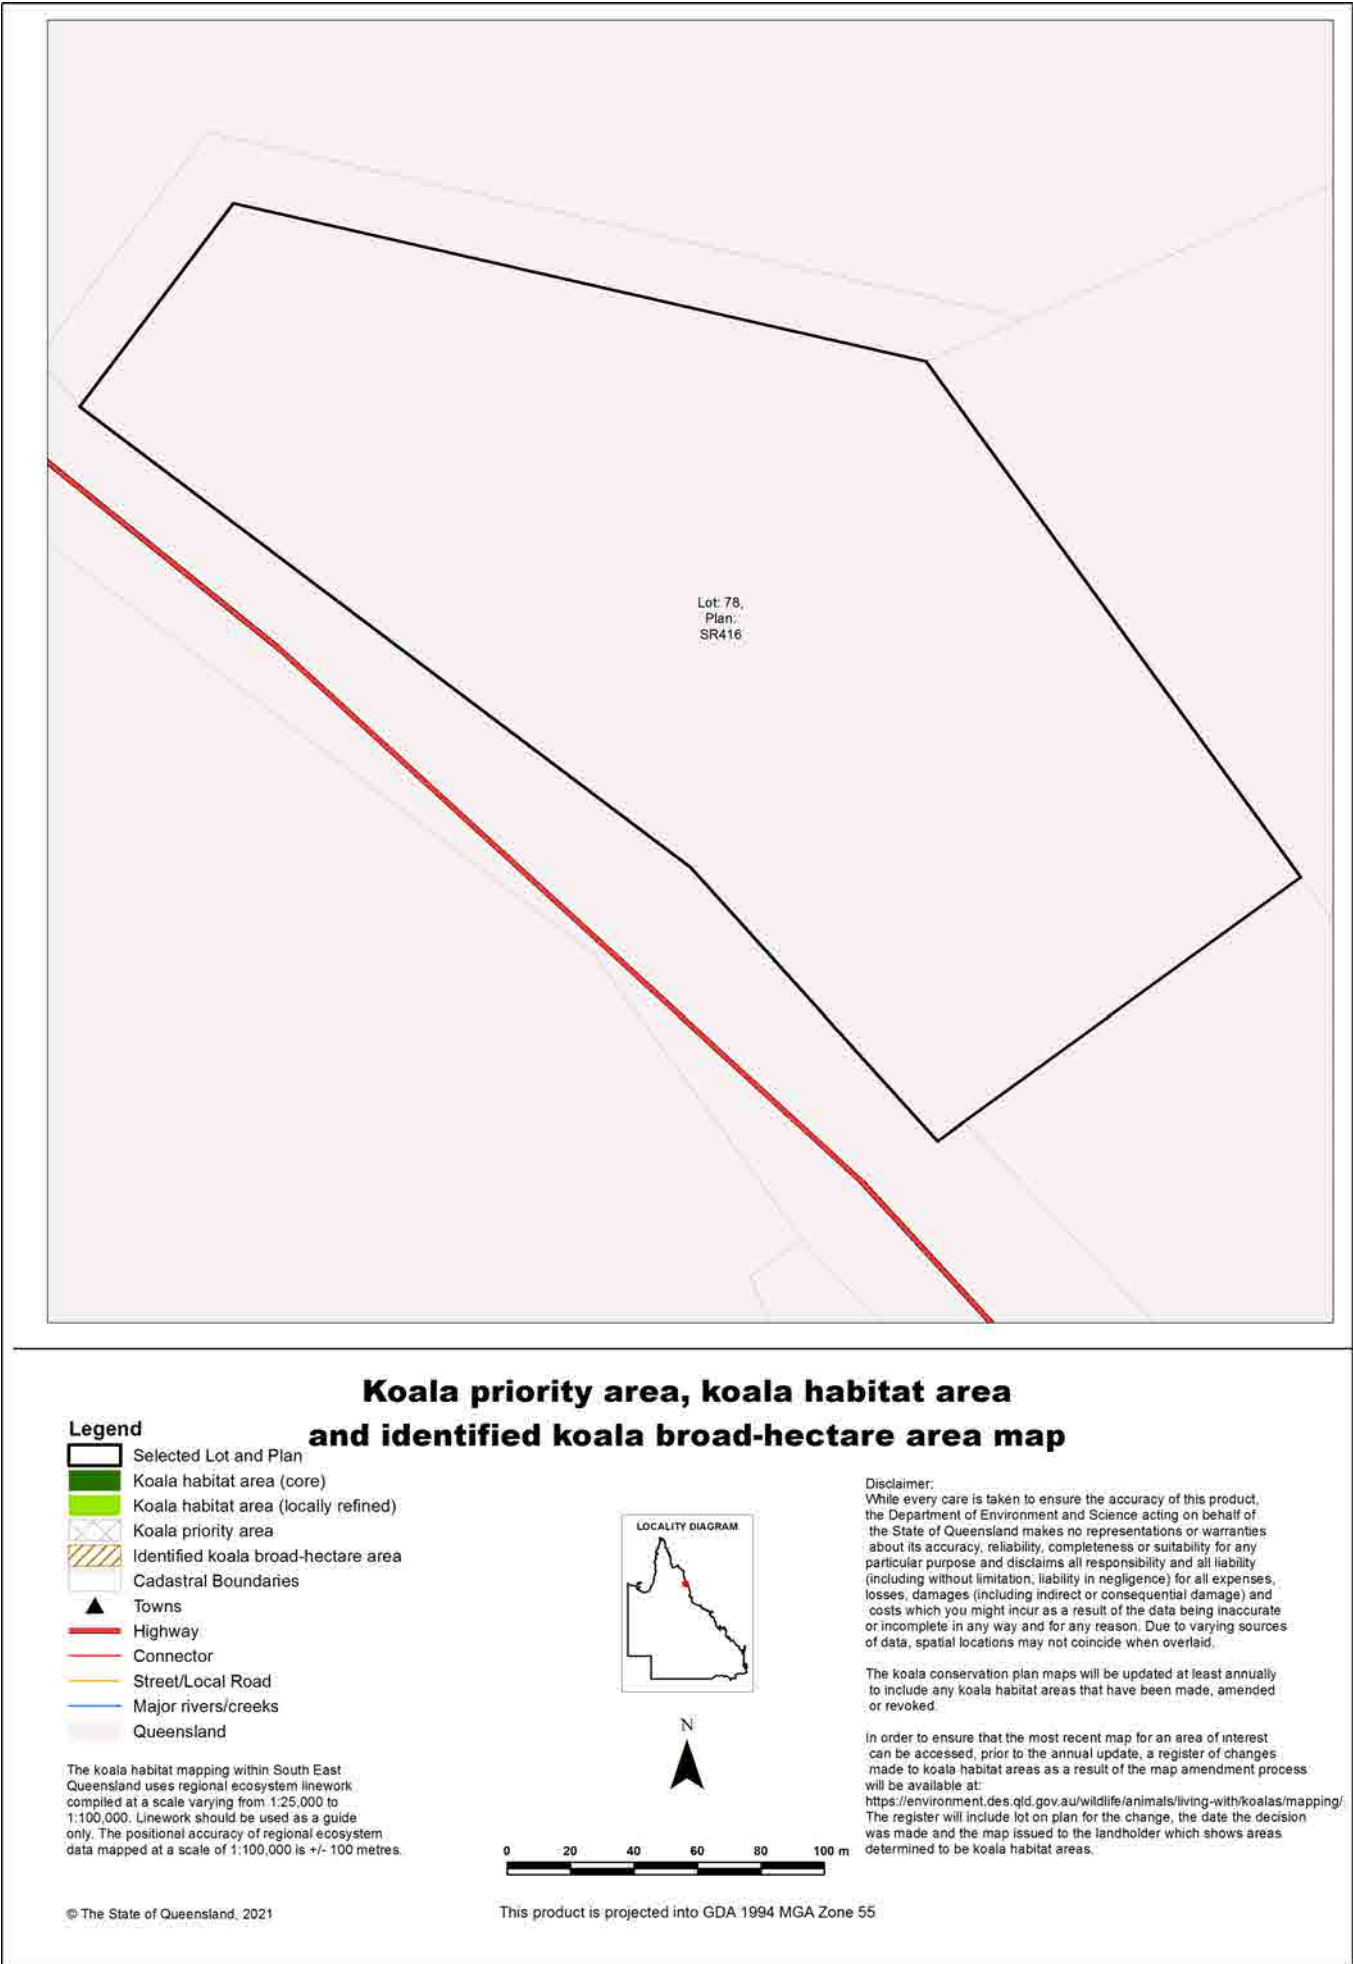 Lot: 78,
Plan:
SR416
Koala priority area, koala habitat area
and identified koala broad-hectare area map
Legend
Selected Lot and Plan
Koala habitat area (core)
Koala habitat area (locally refined)
Koala priority area
Identified koala broad-hectare area
Cadastral Boundaries
Towns
Highway
Connector
Street/Local Road
Major rivers/creeks
Queensland
The koala habitat mapping within South East
Queensland uses regional ecosystem linework
compiled at a scale varying from 1:25,000 to
1:100,000. Linework should be used as a guide
only. The positional accuracy of regional ecosystem
data mapped at a scale of 1:100,000 is +/- 100 metres.
© The State of Queensland, 2021
LOCALITY DIAGRAM
N
0 20 40 60 80 100 m
This product is projected into GDA 1994 MGA Zone 55
Disclaimer:
While every care is taken to ensure the accuracy of this product,
the Department of Environment and Science acting on behalf of
the State of Queensland makes no representations or warranties
about its accuracy, reliability, completeness or suitability for any
particular purpose and disclaims all responsibility and all liability
(including without limitation, liability in negligence) for all expenses,
losses, damages (including indirect or consequential damage) and
costs which you might incur as a result of the data being inaccurate
or incomplete in any way and for any reason. Due to varying sources
of data, spatial locations may not coincide when overlaid.
The koala conservation plan maps will be updated at least annually
to include any koala habitat areas that have been made, amended
or revoked.
In order to ensure that the most recent map for an area of interest
can be accessed, prior to the annual update, a register of changes
made to koala habitat areas as a result of the map amendment process
will be available at:
https://environment.des.qld.gov.au/wildlife/animals/living-with/koalas/mapping/
The register will include lot on plan for the change, the date the decision
was made and the map issued to the landholder which shows areas
determined to be koala habitat areas.